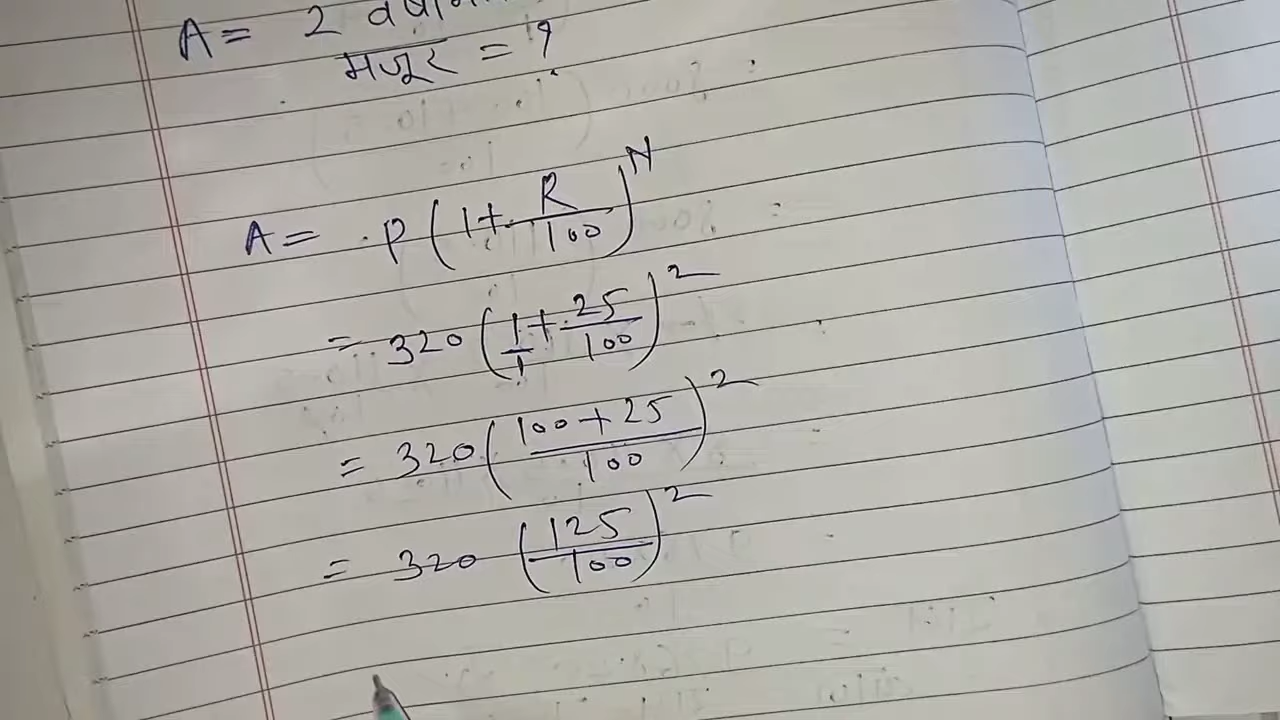 A = 2
मजूर = ?
A = P(1+R/100)^N
= 320(1/1+25/100)^2
= 320(100+25/100)^2
= 320(125/100)^2